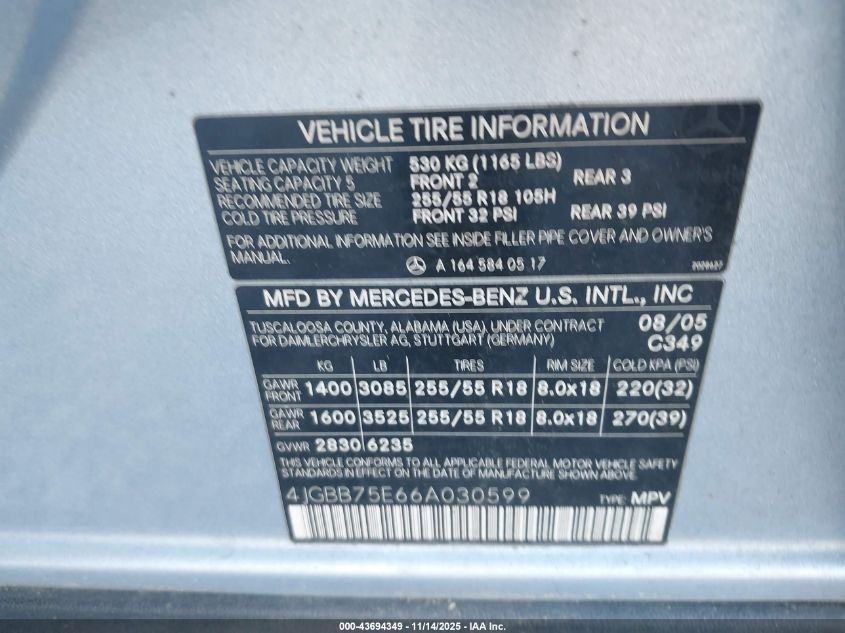 VEHICLE TIRE INFORMATION
VEHICLE CAPACITY WEIGHT 530 KG (1165 LBS)
SEATING CAPACITY 5 FRONT 2 REAR 3
RECOMMENDED TIRE SIZE 255/55 R18 105H
COLD TIRE PRESSURE FRONT 32 PSI REAR 39 PSI
FOR ADDITIONAL INFORMATION SEE INSIDE FILLER PIPE COVER AND OWNER'S
MANUAL.
A 164 584 05 17
MFD BY MERCEDES-BENZ U.S. INTL., INC
TUSCALOOSA COUNTY, ALABAMA (USA), UNDER CONTRACT 08/05
FOR DAIMLERCHRYSLER AG, STUTTGART (GERMANY) C349
KG LB TIRES RIM SIZE COLD KPA (PSI)
GAWR FRONT 1400 3085 255/55 R18 8.0x18 220(32)
GAWR REAR 1600 3525 255/55 R18 8.0x18 270(39)
GVWR 2830 6235
THIS VEHICLE CONFORMS TO ALL APPLICABLE FEDERAL MOTOR VEHICLE SAFETY
STANDARDS IN EFFECT ON THE DATE OF MANUFACTURE SHOWN ABOVE.
4JGBB75E66A030599 TYPE: MPV
000-43694349 | 11/14/2025 | IAA Inc.